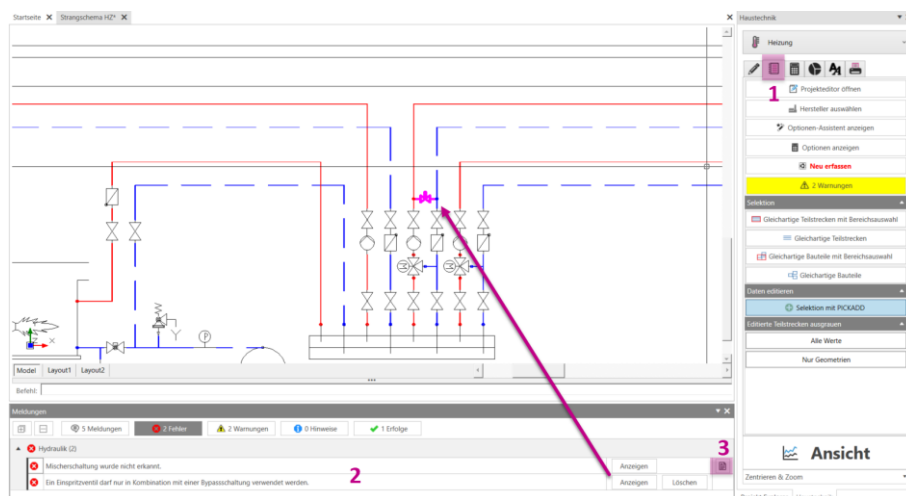 Startseite Strangschema HZ*
Haustechnik
Heizung
1
Projekteditor öffnen
Hersteller auswählen
Optionen-Assistent anzeigen
Optionen anzeigen
Neu erfassen
2 Warnungen
Selektion
Gleichartige Teilstrecken mit Bereichsauswahl
Gleichartige Teilstrecken
Gleichartige Bauteile mit Bereichsauswahl
Gleichartige Bauteile
Daten editieren
Selektion mit PICKADD
Editierte Teilstrecken ausgrauen
Alle Werte
Nur Geometrien
Ansicht
Zentrieren & Zoom
M
M
P
Y
X
Model Layout1 Layout2
Befehl:
Meldungen
5 Meldungen 2 Fehler 2 Warnungen 0 Hinweise 1 Erfolge
3
Hydraulik (2)
Mischerschaltung wurde nicht erkannt. Anzeigen
2
Ein Einspritzventil darf nur in Kombination mit einer Bypassschaltung verwendet werden. Anzeigen Löschen